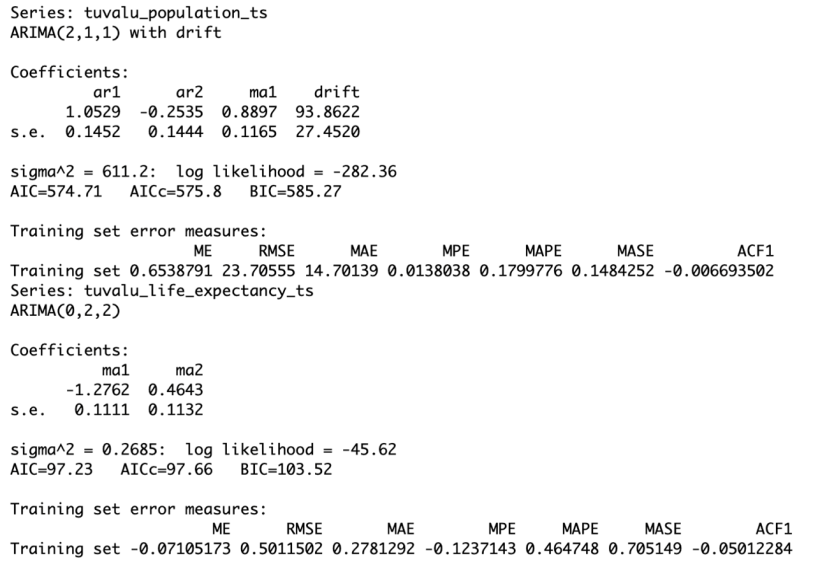 Series: tuvalu_population_ts
ARIMA(2,1,1) with drift
Coefficients:
ar1 ar2 ma1 drift
1.0529 -0.2535 0.8897 93.8622
s.e. 0.1452 0.1444 0.1165 27.4520
sigma^2 = 611.2: log likelihood = -282.36
AIC=574.71 AICc=575.8 BIC=585.27
Training set error measures:
ME RMSE MAE MPE MAPE MASE ACF1
Training set 0.6538791 23.70555 14.70139 0.0138038 0.1799776 0.1484252 -0.006693502
Series: tuvalu_life_expectancy_ts
ARIMA(0,2,2)
Coefficients:
ma1 ma2
-1.2762 0.4643
s.e. 0.1111 0.1132
sigma^2 = 0.2685: log likelihood = -45.62
AIC=97.23 AICc=97.66 BIC=103.52
Training set error measures:
ME RMSE MAE MPE MAPE MASE ACF1
Training set -0.07105173 0.5011502 0.2781292 -0.1237143 0.464748 0.705149 -0.05012284